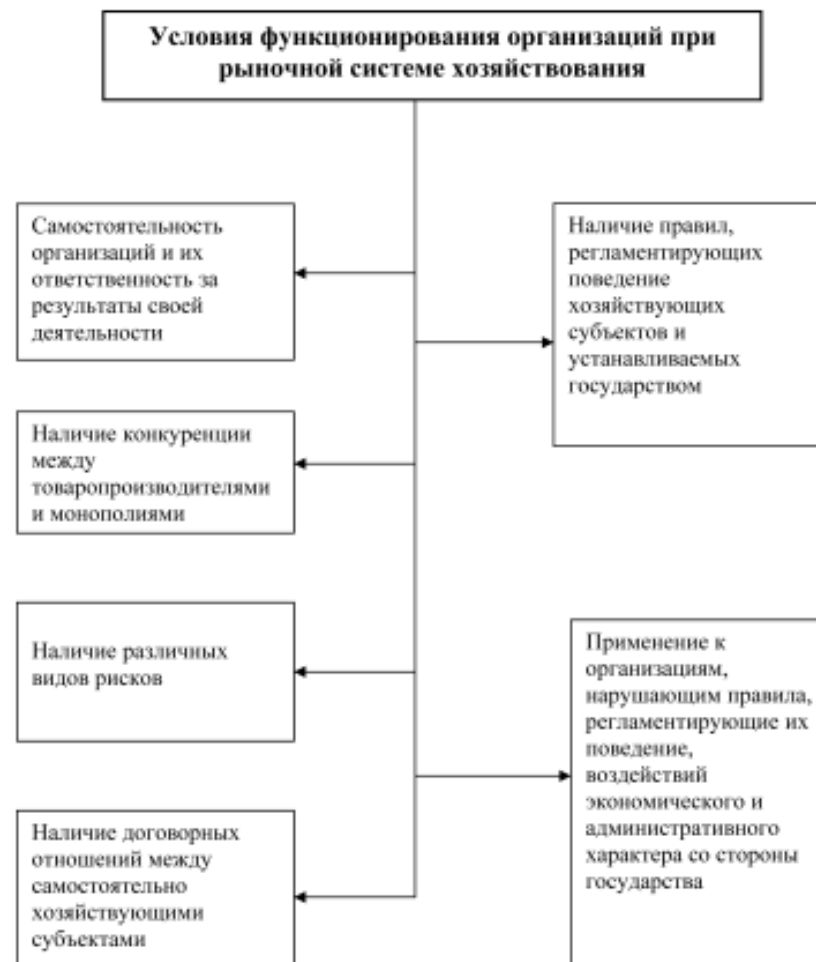 Условия функционирования организаций при
рыночной системе хозяйствования
Самостоятельность
организаций и их
ответственность за
результаты своей
деятельности
Наличие конкуренции
между
товаропроизводителями
и монополиями
Наличие различных
видов рисков
Наличие договорных
отношений между
самостоятельно
хозяйствующими
субъектами
Наличие правил,
регламентирующих
поведение
хозяйствующих
субъектов и
устанавливаемых
государством
Применение к
организациям,
нарушающим правила,
регламентирующие их
поведение,
воздействий
экономического и
административного
характера со стороны
государства